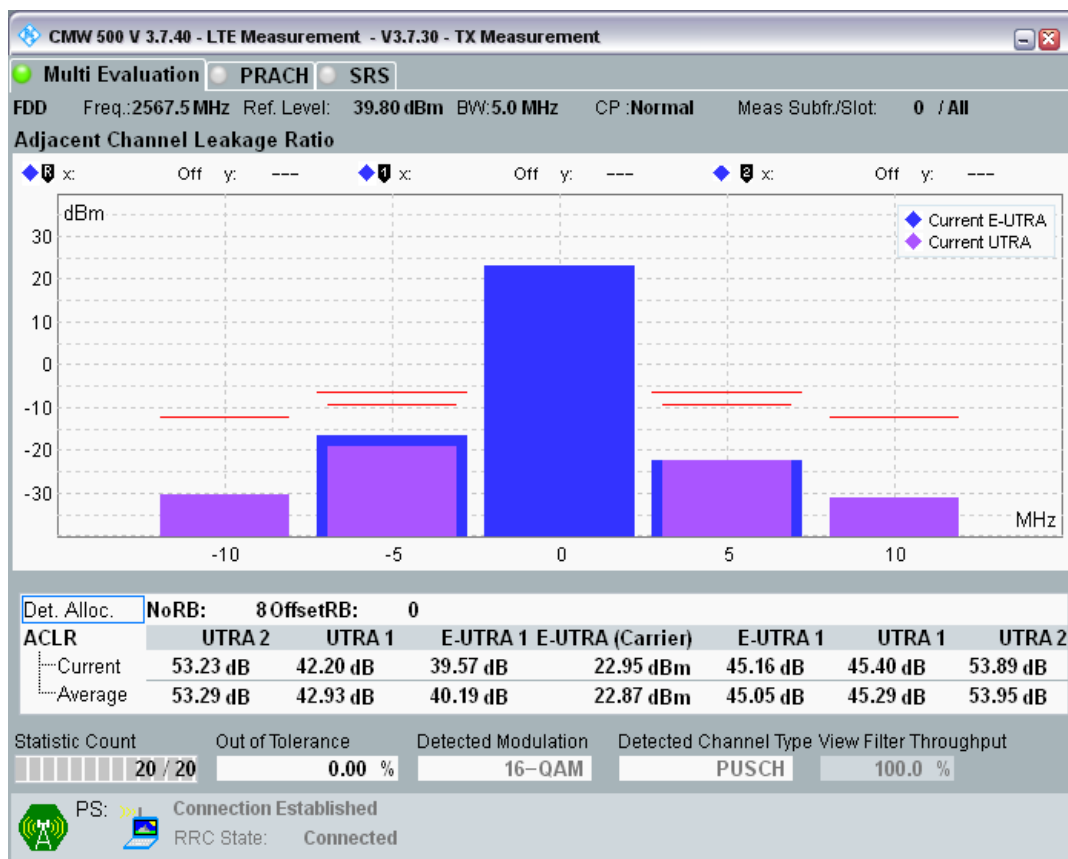 CMW 500 V 3.7.40 - LTE Measurement - V3.7.30 - TX Measurement
Multi Evaluation PRACH SRS
FDD Freq.:2567.5 MHz Ref. Level: 39.80 dBm BW:5.0 MHz CP :Normal Meas Subfr./Slot: 0 / All
Adjacent Channel Leakage Ratio
R x: Off y: --- 1 x: Off y: --- 2 x: Off y: ---
dBm
Current E-UTRA
Current UTRA
30
20
10
0
-10
-20
-30
MHz
-10 -5 0 5 10
Det. Alloc. NoRB: 8 OffsetRB: 0
ACLR UTRA 2 UTRA 1 E-UTRA 1 E-UTRA (Carrier) E-UTRA 1 UTRA 1 UTRA 2
Current 53.23 dB 42.20 dB 39.57 dB 22.95 dBm 45.16 dB 45.40 dB 53.89 dB
Average 53.29 dB 42.93 dB 40.19 dB 22.87 dBm 45.05 dB 45.29 dB 53.95 dB
Statistic Count Out of Tolerance Detected Modulation Detected Channel Type View Filter Throughput
20 / 20 0.00 % 16-QAM PUSCH 100.0 %
PS: Connection Established
RRC State: Connected